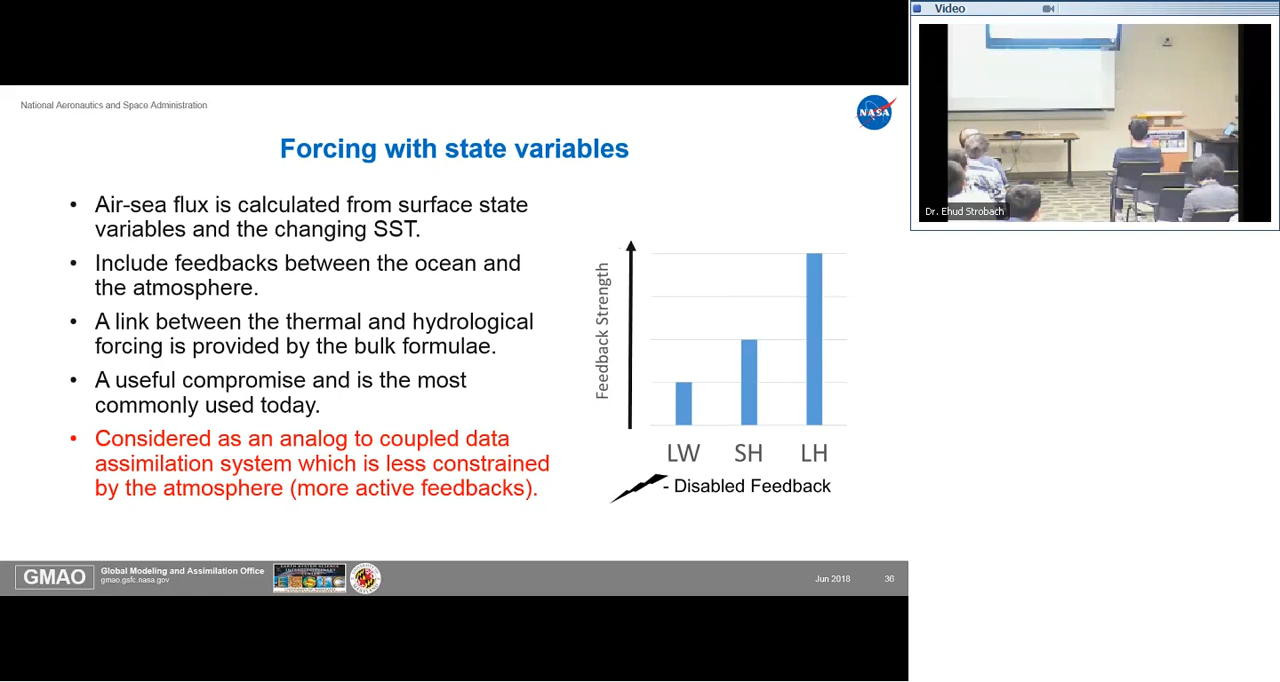 Video
National Aeronautics and Space Administration
NASA
Forcing with state variables
• Air-sea flux is calculated from surface state
variables and the changing SST.
• Include feedbacks between the ocean and
the atmosphere.
• A link between the thermal and hydrological
forcing is provided by the bulk formulae.
• A useful compromise and is the most
commonly used today.
• Considered as an analog to coupled data
assimilation system which is less constrained
by the atmosphere (more active feedbacks).
Feedback Strength
LW SH LH
- Disabled Feedback
Dr. Ehud Strobach
GMAO
Global Modeling and Assimilation Office
gmao.gsfc.nasa.gov
Jun 2018
36